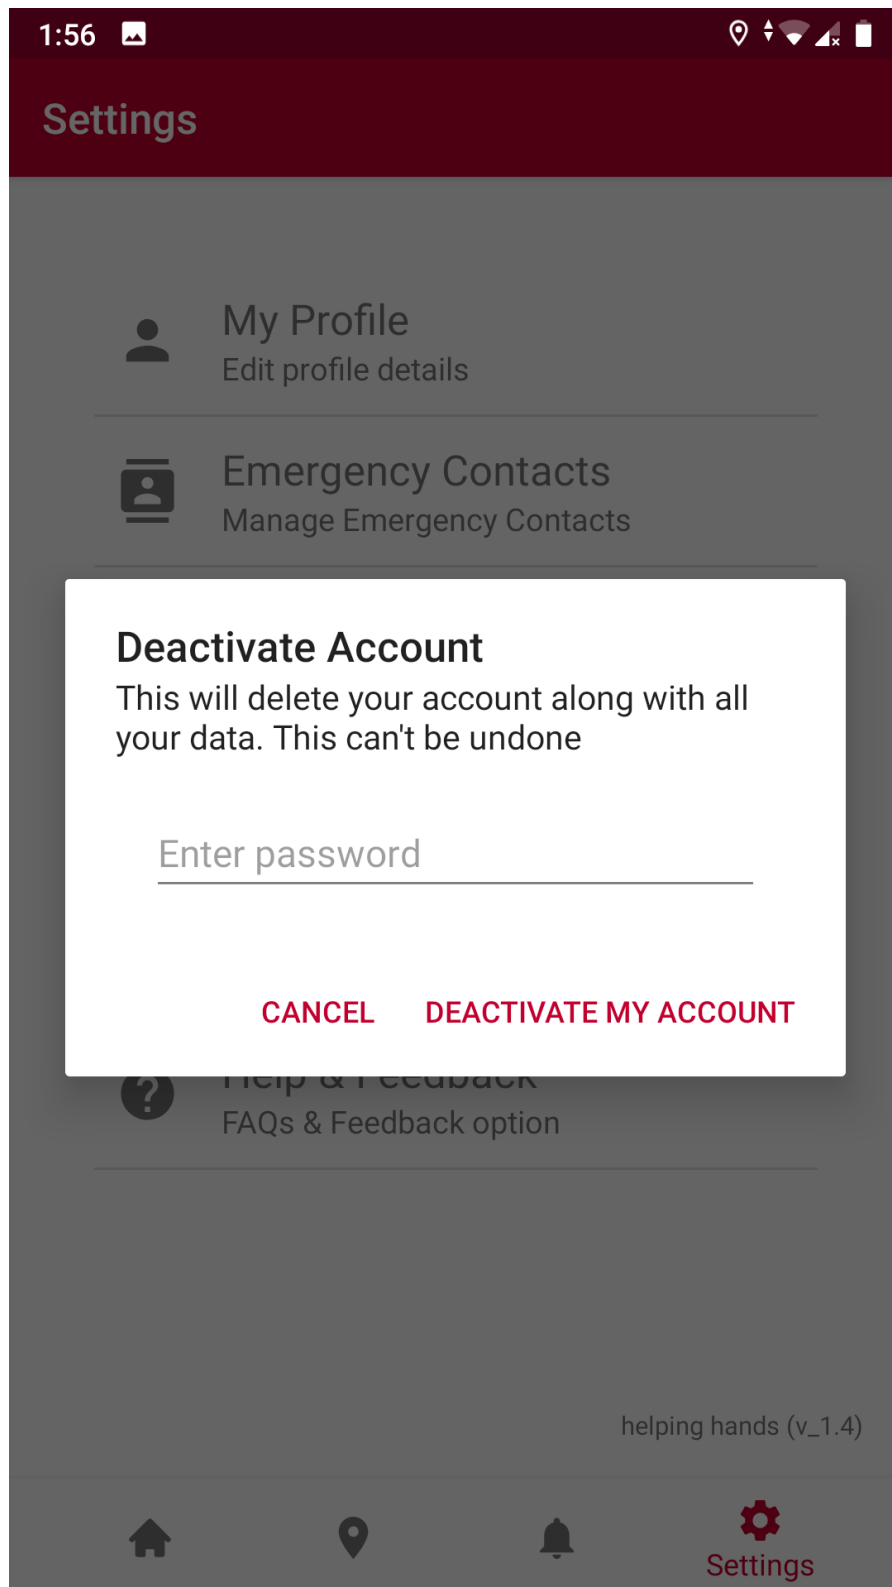 1:56
Settings
My Profile
Edit profile details
Emergency Contacts
Manage Emergency Contacts
Deactivate Account
This will delete your account along with all
your data. This can't be undone
Enter password
CANCEL DEACTIVATE MY ACCOUNT
Help & Feedback
FAQs & Feedback option
helping hands (v_1.4)
Settings